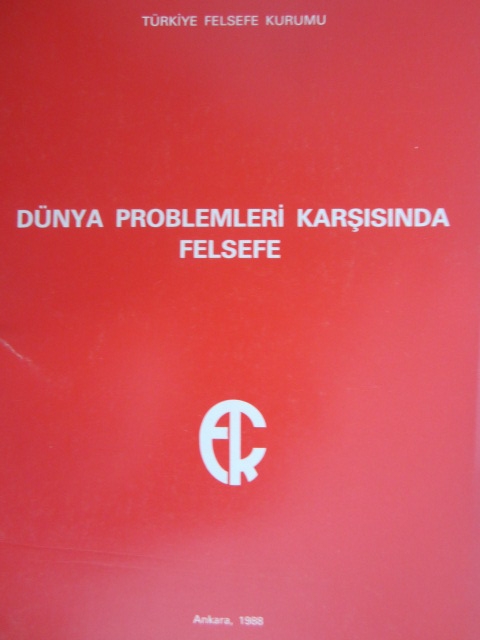 TÜRKİYE FELSEFE KURUMU
DÜNYA PROBLEMLERİ KARŞISINDA
FELSEFE
Ankara, 1988